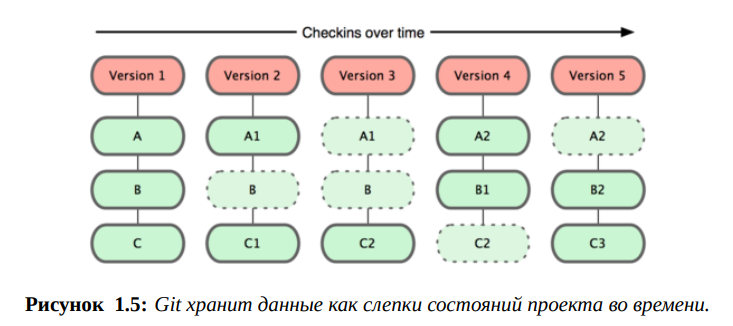 Checkins over time
Version 1 Version 2 Version 3 Version 4 Version 5
A A1 A1 A2 A2
B B B B1 B2
C C1 C2 C2 C3
Рисунок 1.5: Git хранит данные как слепки состояний проекта во времени.